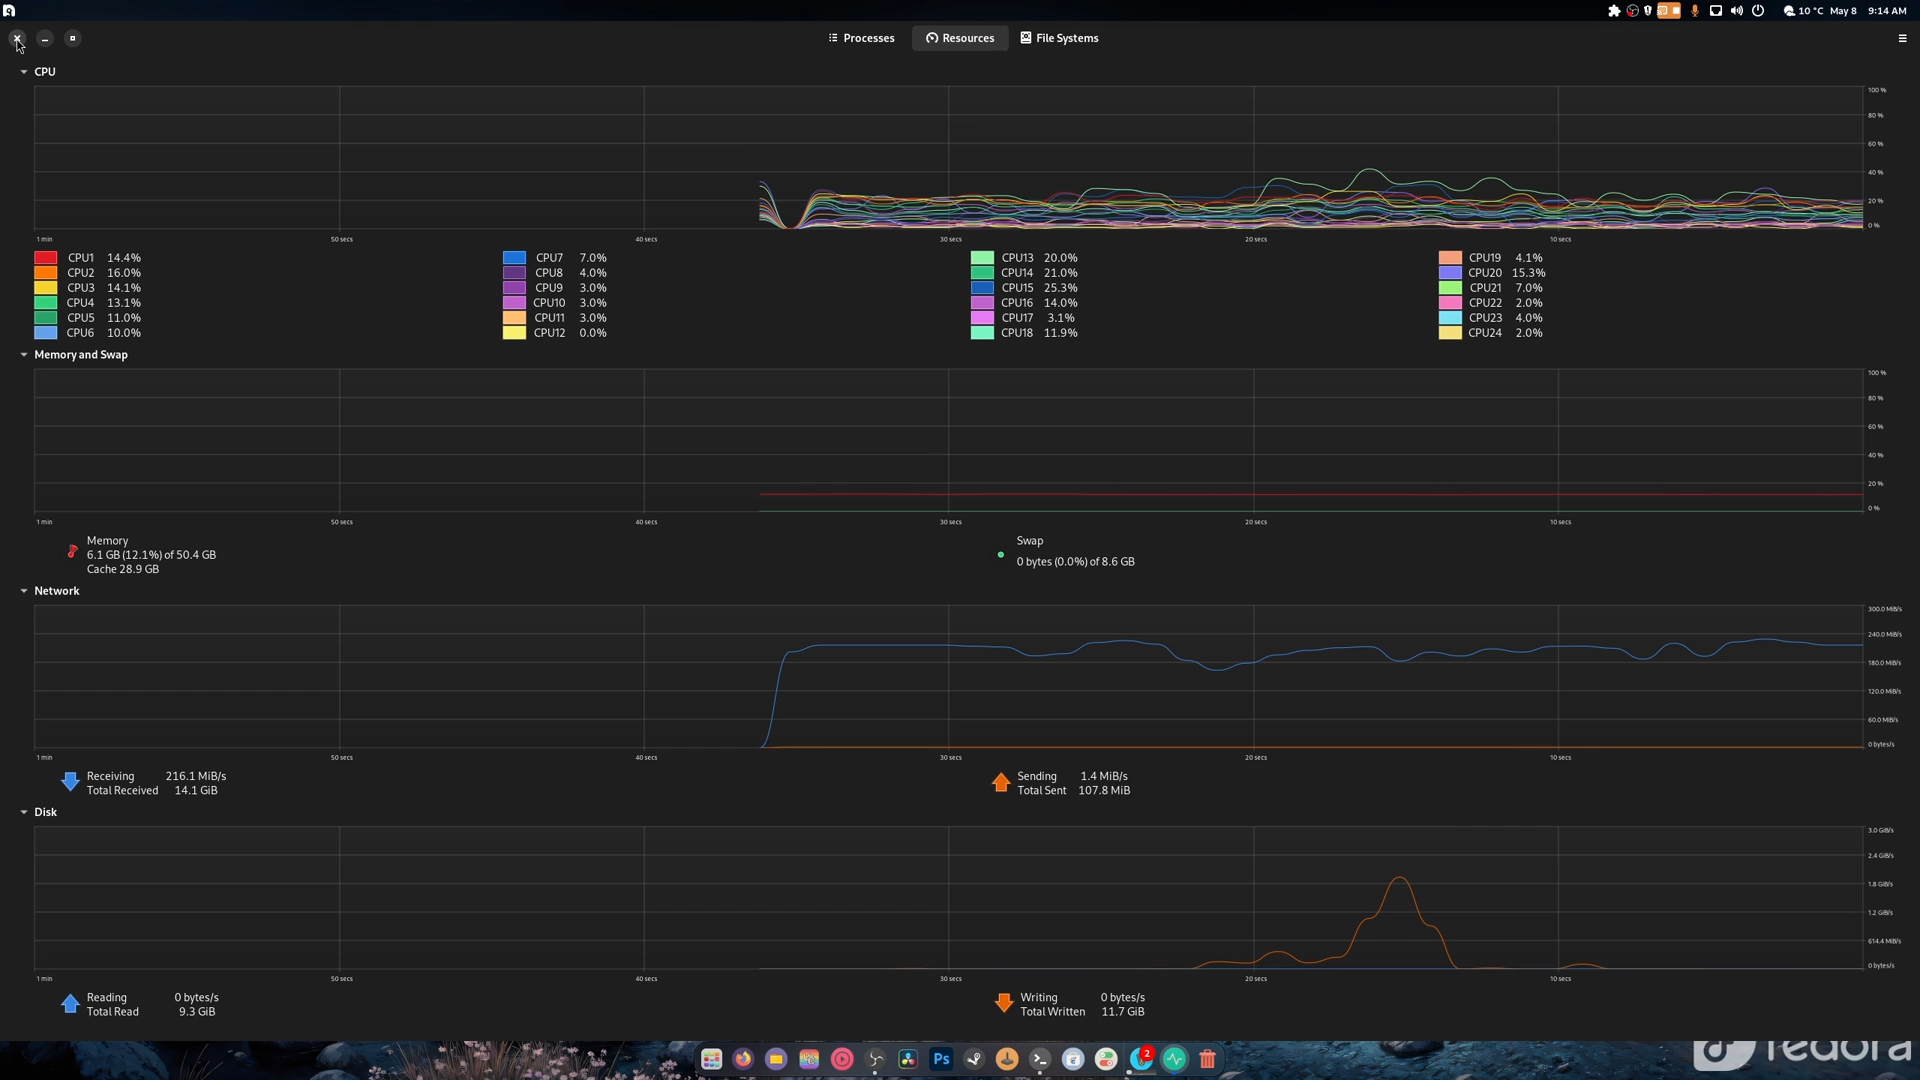 10 °C May 8 9:14 AM
Processes Resources File Systems
CPU
100 %
80 %
60 %
40 %
20 %
0 %
1 min 50 secs 40 secs 30 secs 20 secs 10 secs
CPU1 14.4% CPU7 7.0% CPU13 20.0% CPU19 4.1%
CPU2 16.0% CPU8 4.0% CPU14 21.0% CPU20 15.3%
CPU3 14.1% CPU9 3.0% CPU15 25.3% CPU21 7.0%
CPU4 13.1% CPU10 3.0% CPU16 14.0% CPU22 2.0%
CPU5 11.0% CPU11 3.0% CPU17 3.1% CPU23 4.0%
CPU6 10.0% CPU12 0.0% CPU18 11.9% CPU24 2.0%
Memory and Swap
100 %
80 %
60 %
40 %
20 %
0 %
1 min 50 secs 40 secs 30 secs 20 secs 10 secs
Memory
6.1 GB (12.1%) of 50.4 GB
Cache 28.9 GB
Swap
0 bytes (0.0%) of 8.6 GB
Network
300.0 MiB/s
240.0 MiB/s
180.0 MiB/s
120.0 MiB/s
60.0 MiB/s
0 bytes/s
1 min 50 secs 40 secs 30 secs 20 secs 10 secs
Receiving 216.1 MiB/s
Total Received 14.1 GiB
Sending 1.4 MiB/s
Total Sent 107.8 MiB
Disk
3.0 GiB/s
2.4 GiB/s
1.8 GiB/s
1.2 GiB/s
614.4 MiB/s
0 bytes/s
1 min 50 secs 40 secs 30 secs 20 secs 10 secs
Reading 0 bytes/s
Total Read 9.3 GiB
Writing 0 bytes/s
Total Written 11.7 GiB
Ps
2
fedora